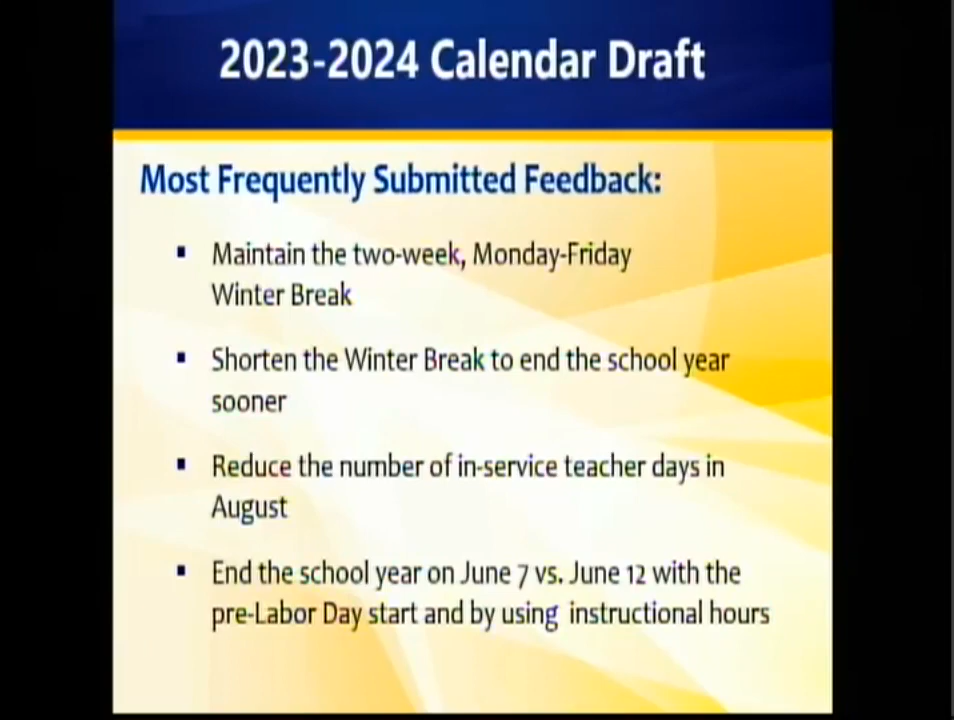 2023-2024 Calendar Draft
Most Frequently Submitted Feedback:
▪ Maintain the two-week, Monday-Friday
Winter Break
▪ Shorten the Winter Break to end the school year
sooner
▪ Reduce the number of in-service teacher days in
August
▪ End the school year on June 7 vs. June 12 with the
pre-Labor Day start and by using instructional hours